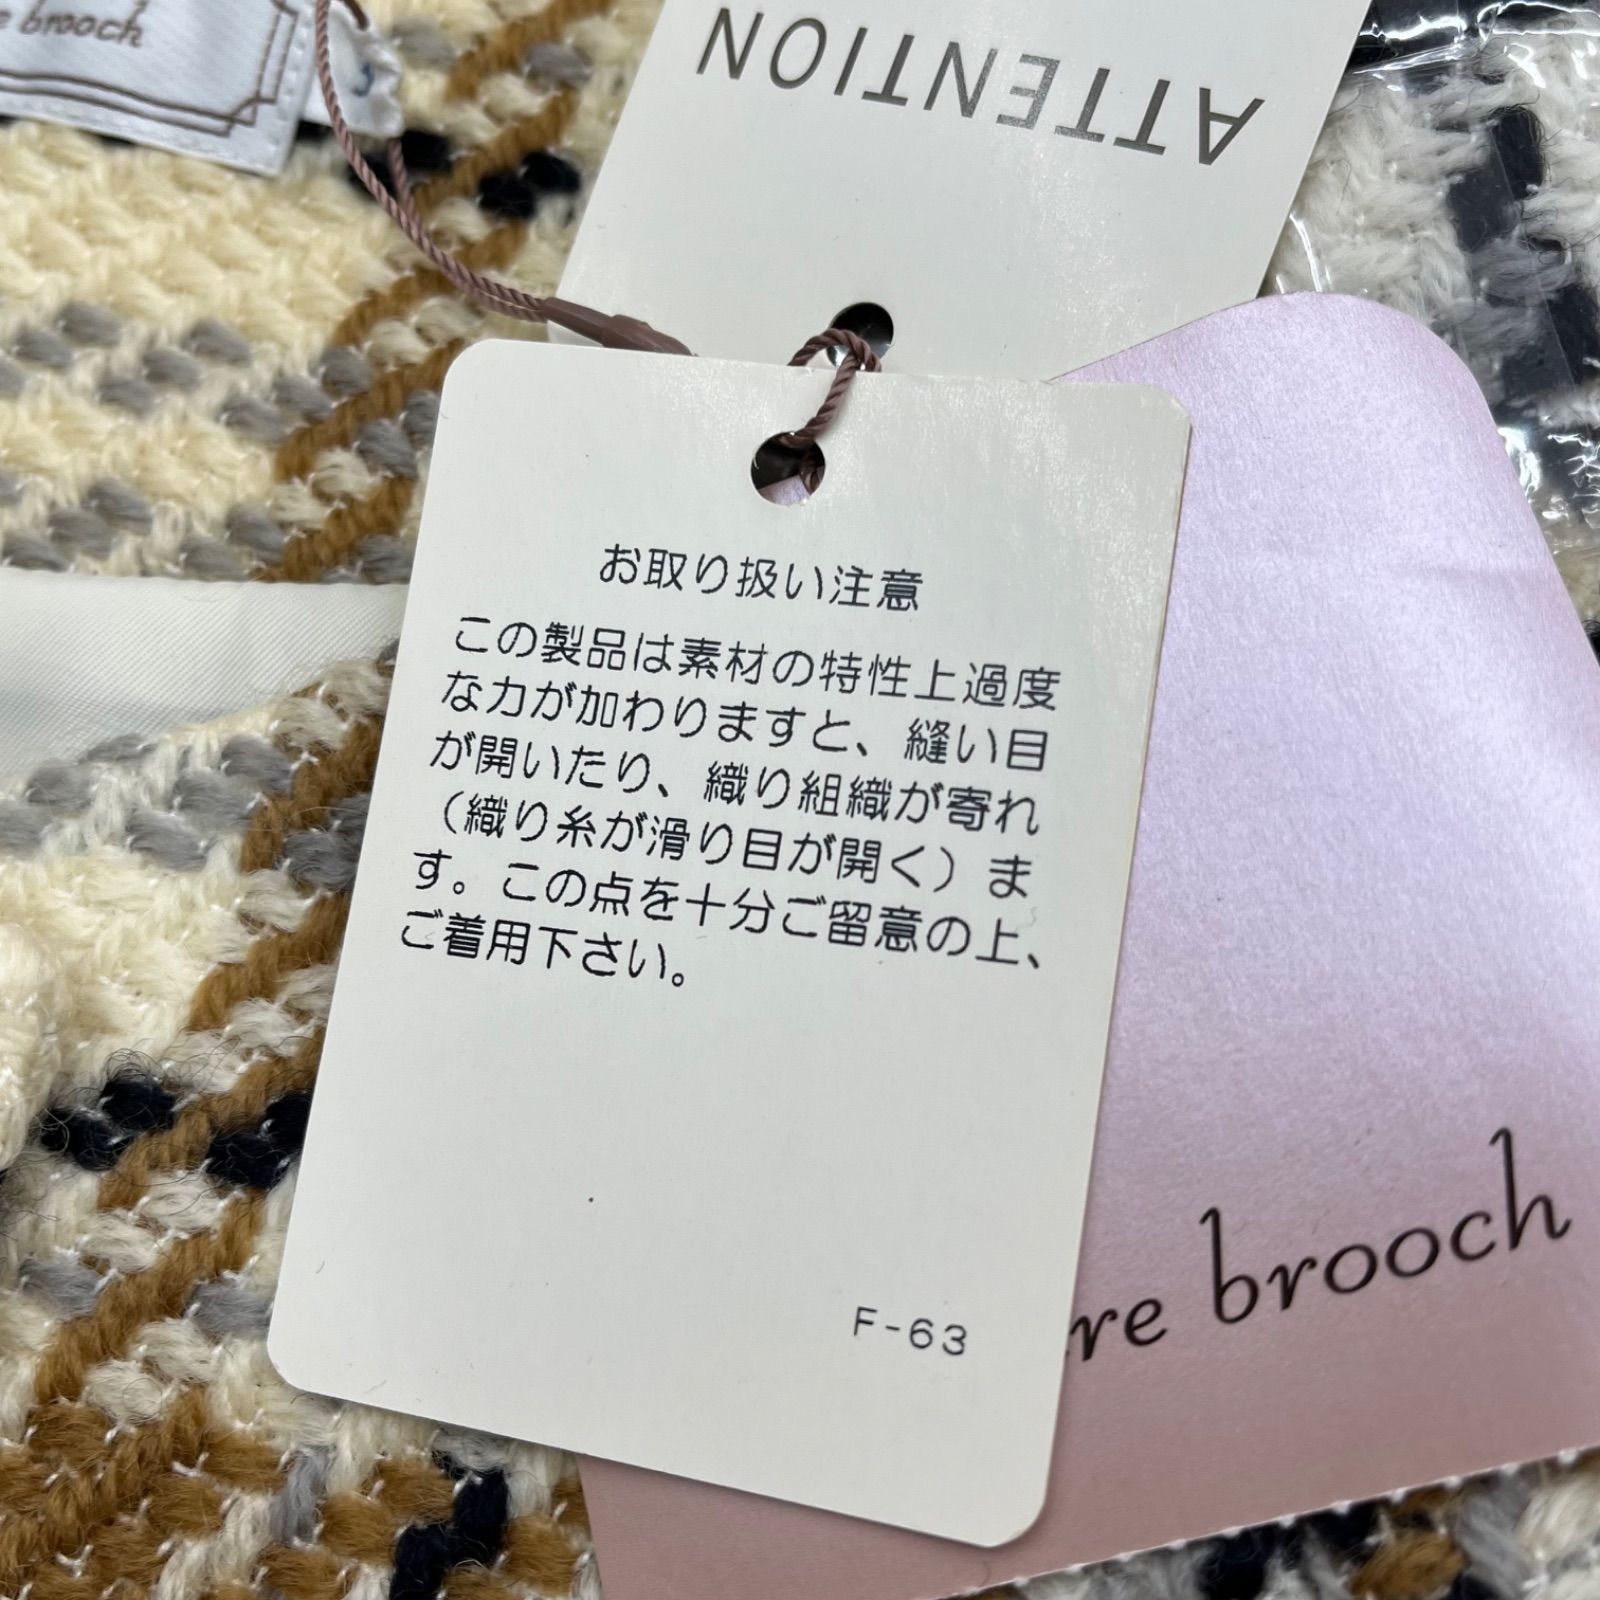 e brooch
ATTENTION
お取り扱い注意
この製品は素材の特性上過度
な力が加わりますと、縫い目
が開いたり、織り組織が寄れ
（織り糸が滑り目が開く）ま
す。この点を十分ご留意の上、
ご着用下さい。
F-63
re brooch